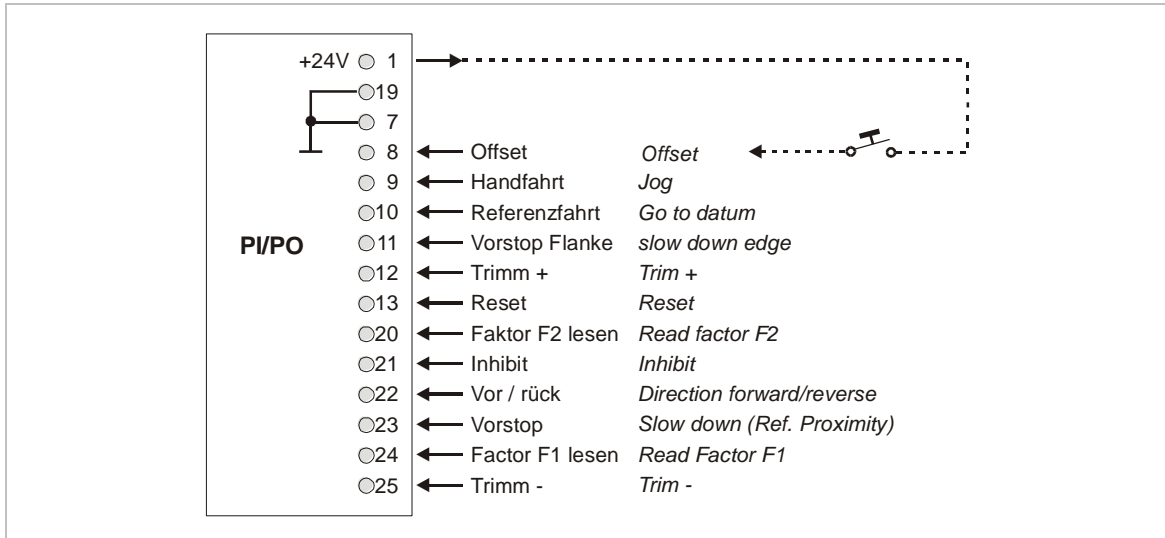 +24V 1
19
7
8 Offset Offset
9 Handfahrt Jog
10 Referenzfahrt Go to datum
PI/PO 11 Vorstop Flanke slow down edge
12 Trimm + Trim +
13 Reset Reset
20 Faktor F2 lesen Read factor F2
21 Inhibit Inhibit
22 Vor / rück Direction forward/reverse
23 Vorstop Slow down (Ref. Proximity)
24 Factor F1 lesen Read Factor F1
25 Trimm - Trim -